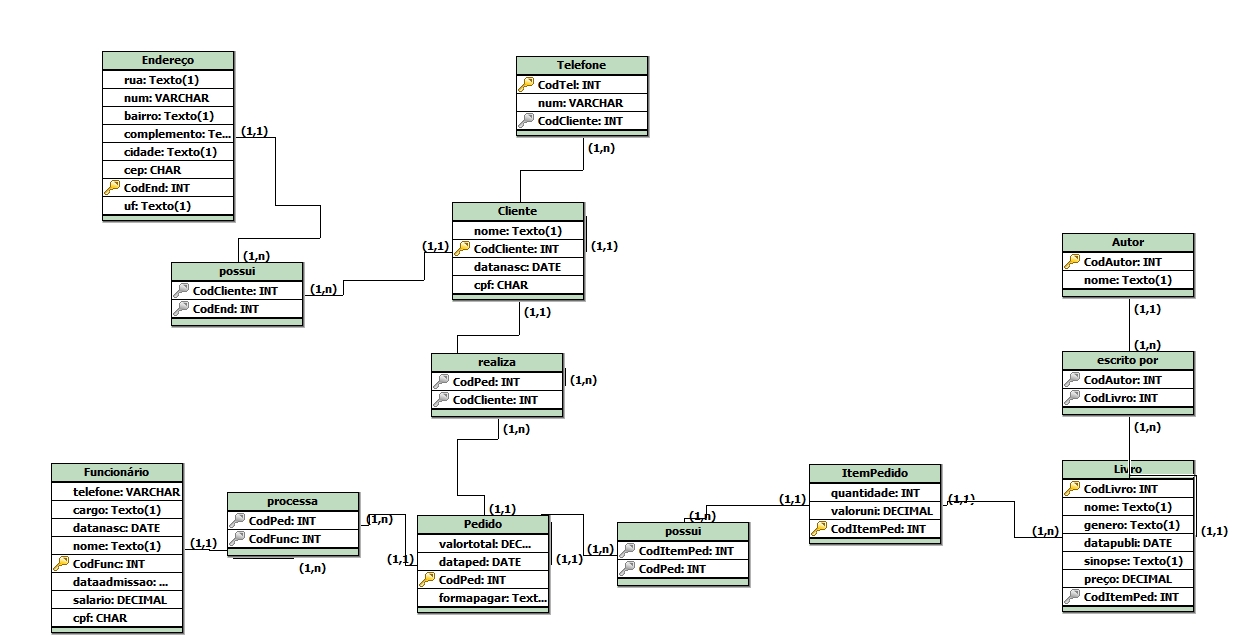 Endereço
rua: Texto(1)
num: VARCHAR
bairro: Texto(1)
complemento: Te...
cidade: Texto(1)
cep: CHAR
CodEnd: INT
uf: Texto(1)
(1,1)
Telefone
CodTel: INT
num: VARCHAR
CodCliente: INT
(1,n)
(1,n)
possui
CodCliente: INT
CodEnd: INT
(1,n)
(1,1)
Cliente
nome: Texto(1)
CodCliente: INT
datanasc: DATE
cpf: CHAR
(1,1)
(1,1)
realiza
CodPed: INT
CodCliente: INT
(1,n)
(1,n)
Autor
CodAutor: INT
nome: Texto(1)
(1,1)
(1,n)
escrito por
CodAutor: INT
CodLivro: INT
(1,n)
Funcionário
telefone: VARCHAR
cargo: Texto(1)
datanasc: DATE
nome: Texto(1)
CodFunc: INT
dataadmissao: ...
salario: DECIMAL
cpf: CHAR
(1,1)
processa
CodPed: INT
CodFunc: INT
(1,n)
(1,n)
(1,1)
(1,1)
Pedido
valortotal: DEC...
dataped: DATE
CodPed: INT
formapagar: Text...
(1,1)
(1,n)
(1,n)
possui
CodItemPed: INT
CodPed: INT
(1,1)
ItemPedido
quantidade: INT
valoruni: DECIMAL
CodItemPed: INT
(1,1)
(1,n)
Livro
CodLivro: INT
nome: Texto(1)
genero: Texto(1)
datapubli: DATE
sinopse: Texto(1)
preço: DECIMAL
CodItemPed: INT
(1,1)